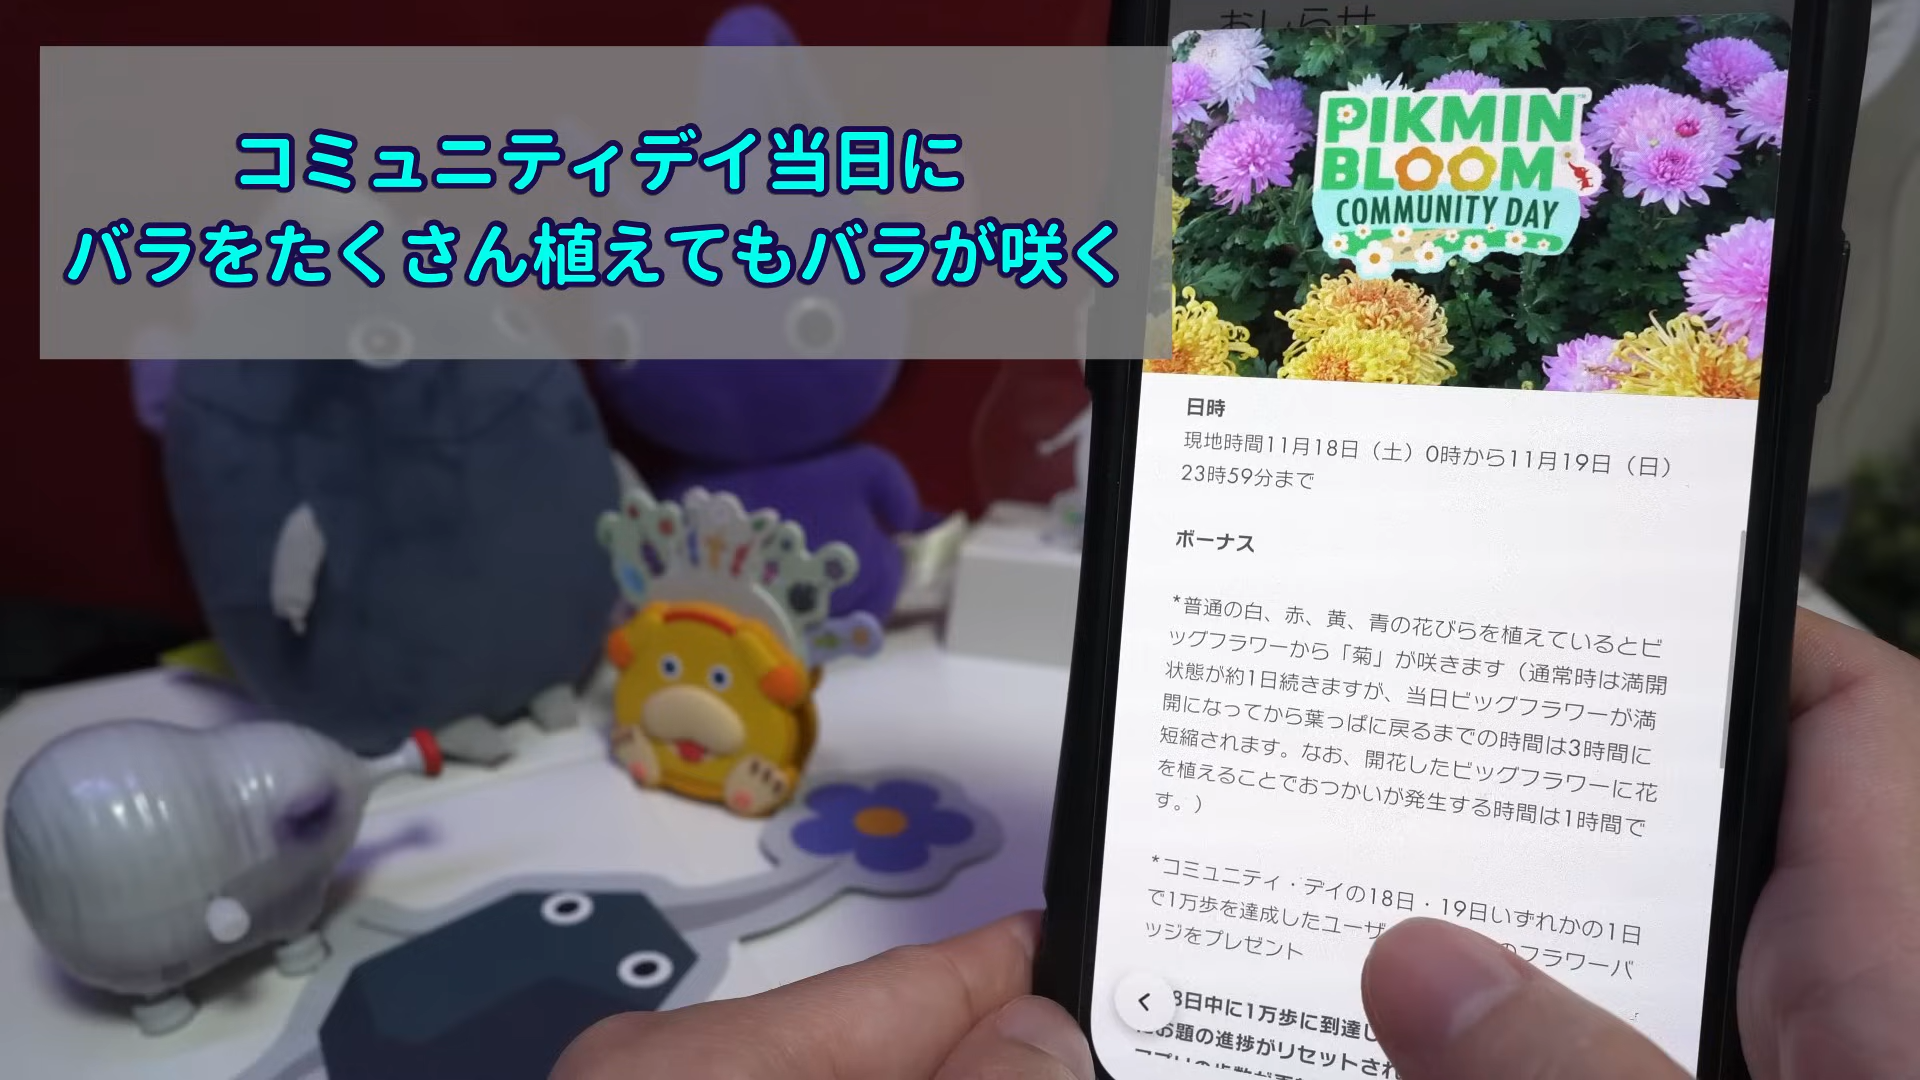 コミュニティデイ当日に
バラをたくさん植えてもバラが咲く
おしらせ
PIKMIN
BLOOM
COMMUNITY DAY
日時
現地時間11月18日（土）0時から11月19日（日）
23時59分まで
ボーナス
*普通の白、赤、黄、青の花びらを植えているとビ
ッグフラワーから「菊」が咲きます（通常時は満開
状態が約1日続きますが、当日ビッグフラワーが満
開になってから葉っぱに戻るまでの時間は3時間に
短縮されます。なお、開花したビッグフラワーに花
を植えることでおつかいが発生する時間は1時間で
す。）
*コミュニティ・デイの18日・19日いずれかの1日
で1万歩を達成したユーザ のフラワーバ
ッジをプレゼント
8日中に1万歩に到達し
お題の進捗がリセットされ